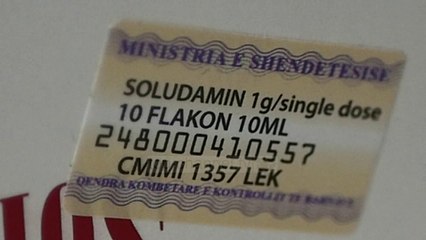 MINISTRIA E SHENDETESISE
SOLUDAMIN 1g/single dose
10 FLAKON 10ML
248000410557
CMIMI 1357 LEK
QENDRA KOMBETARE E KONTROLLIT TE BARNAVE